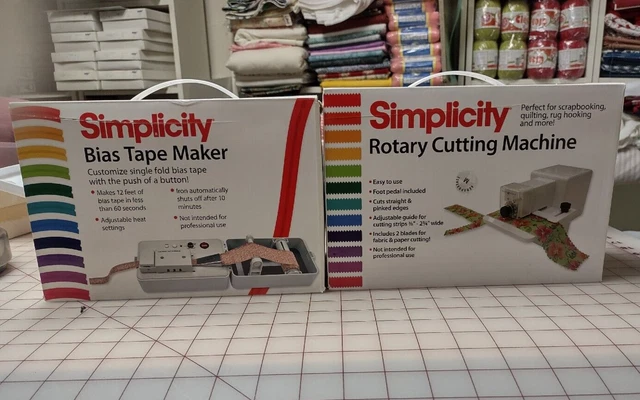 Simplicity
Bias Tape Maker
Customize single fold bias tape
with the push of a button!
• Makes 12 feet of
bias tape in less
than 60 seconds
• Adjustable heat
settings
• Iron automatically
shuts off after 10
minutes
• Not intended for
professional use
Simplicity
Perfect for scrapbooking,
quilting, rug hooking
and more!
Rotary Cutting Machine
• Easy to use
• Foot pedal included
• Cuts straight &
pinked edges
• Adjustable guide for
• Includes 2 blades for
fabric & paper cutting!
• Not intended for
professional use